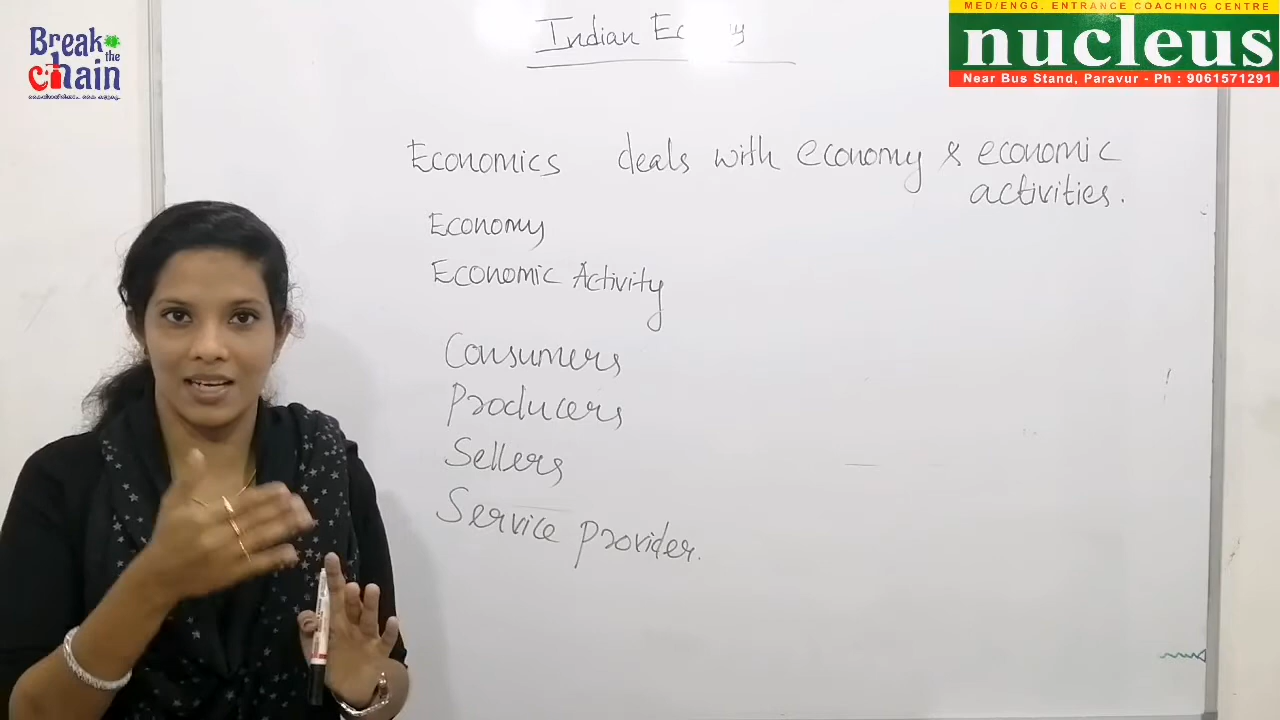 Break
the
chain
Indian
MED/ENGG. ENTRANCE COACHING CENTRE
nucleus
Near Bus Stand, Paravur - Ph : 9061571291
Economics deals with economy & economic
activities.
Economy
Economic Activity
Consumers
Producers
Sellers
Service provider.